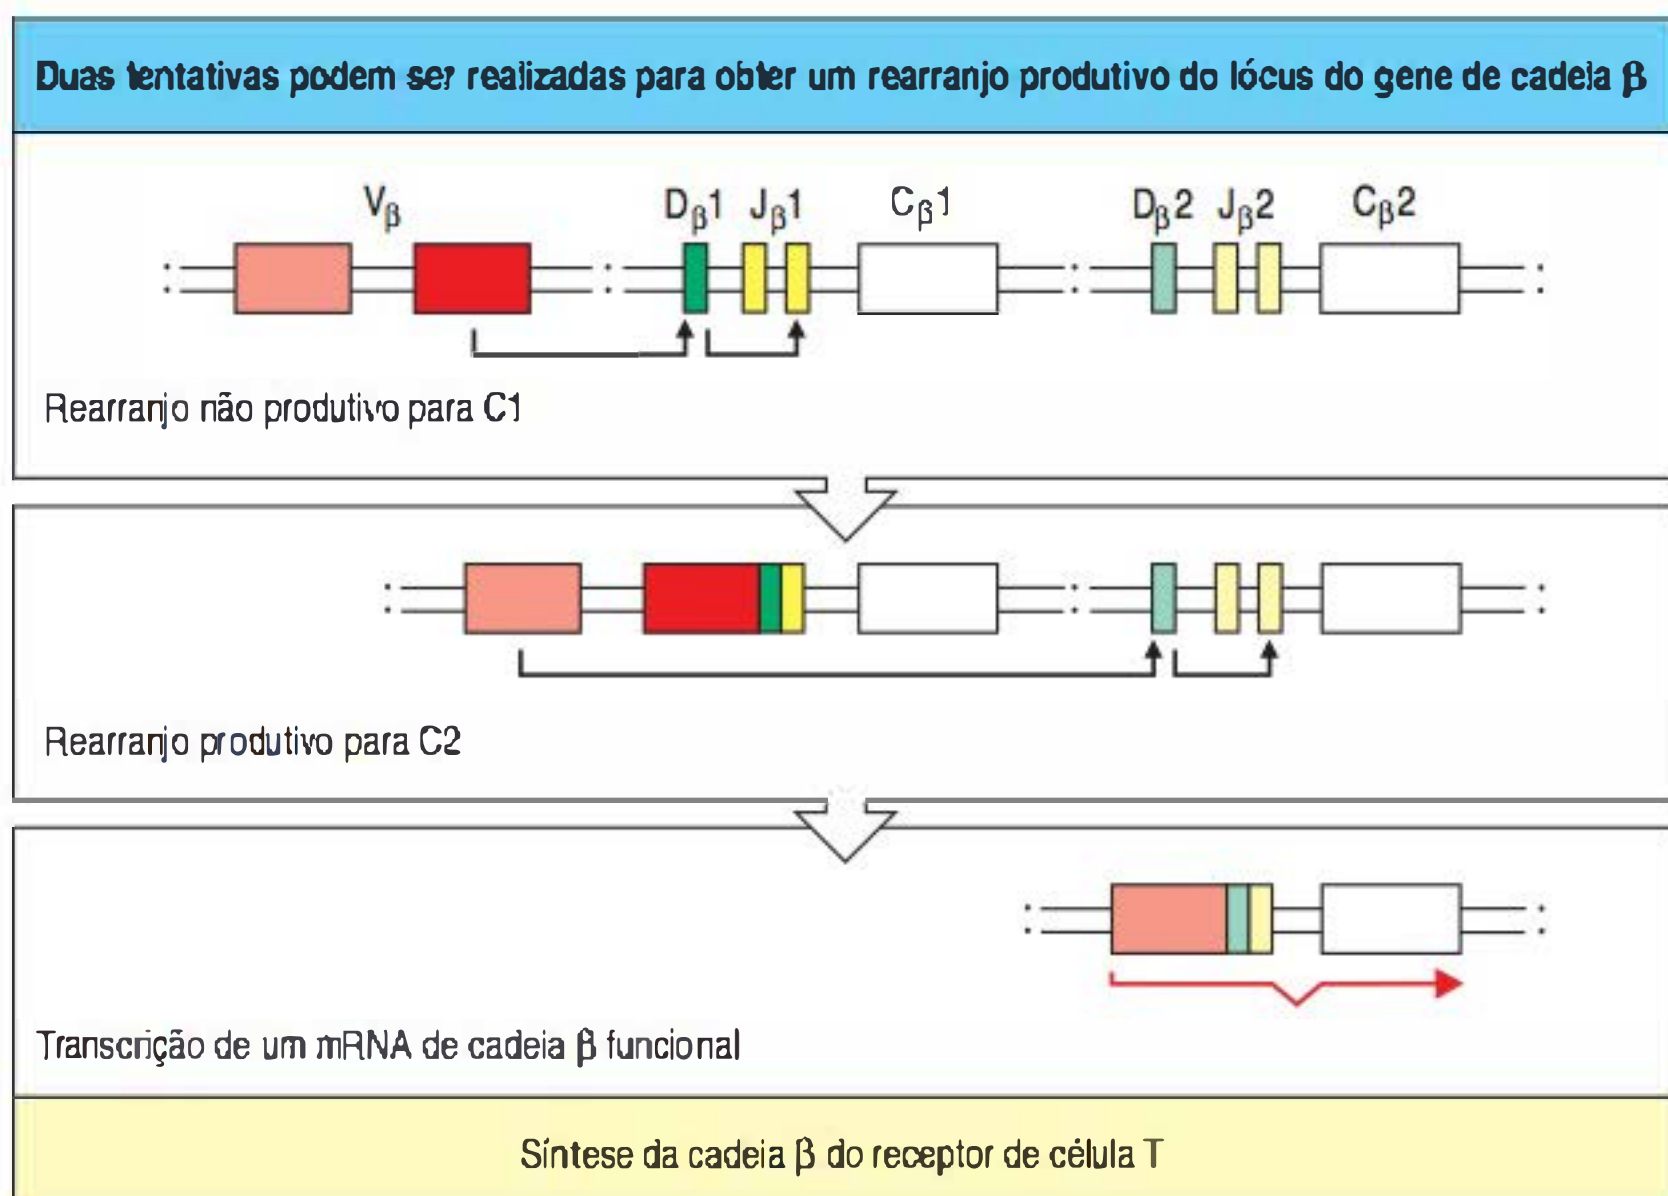 Duas tentativas podem ser realizadas para obter um rearranjo produtivo do lócus do gene de cadeia β
Vβ Dβ1 Jβ1 Cβ1 Dβ2 Jβ2 Cβ2
Rearranjo não produtivo para C1
Rearranjo produtivo para C2
Transcrição de um mRNA de cadeia β funcional
Síntese da cadeia β do receptor de célula T